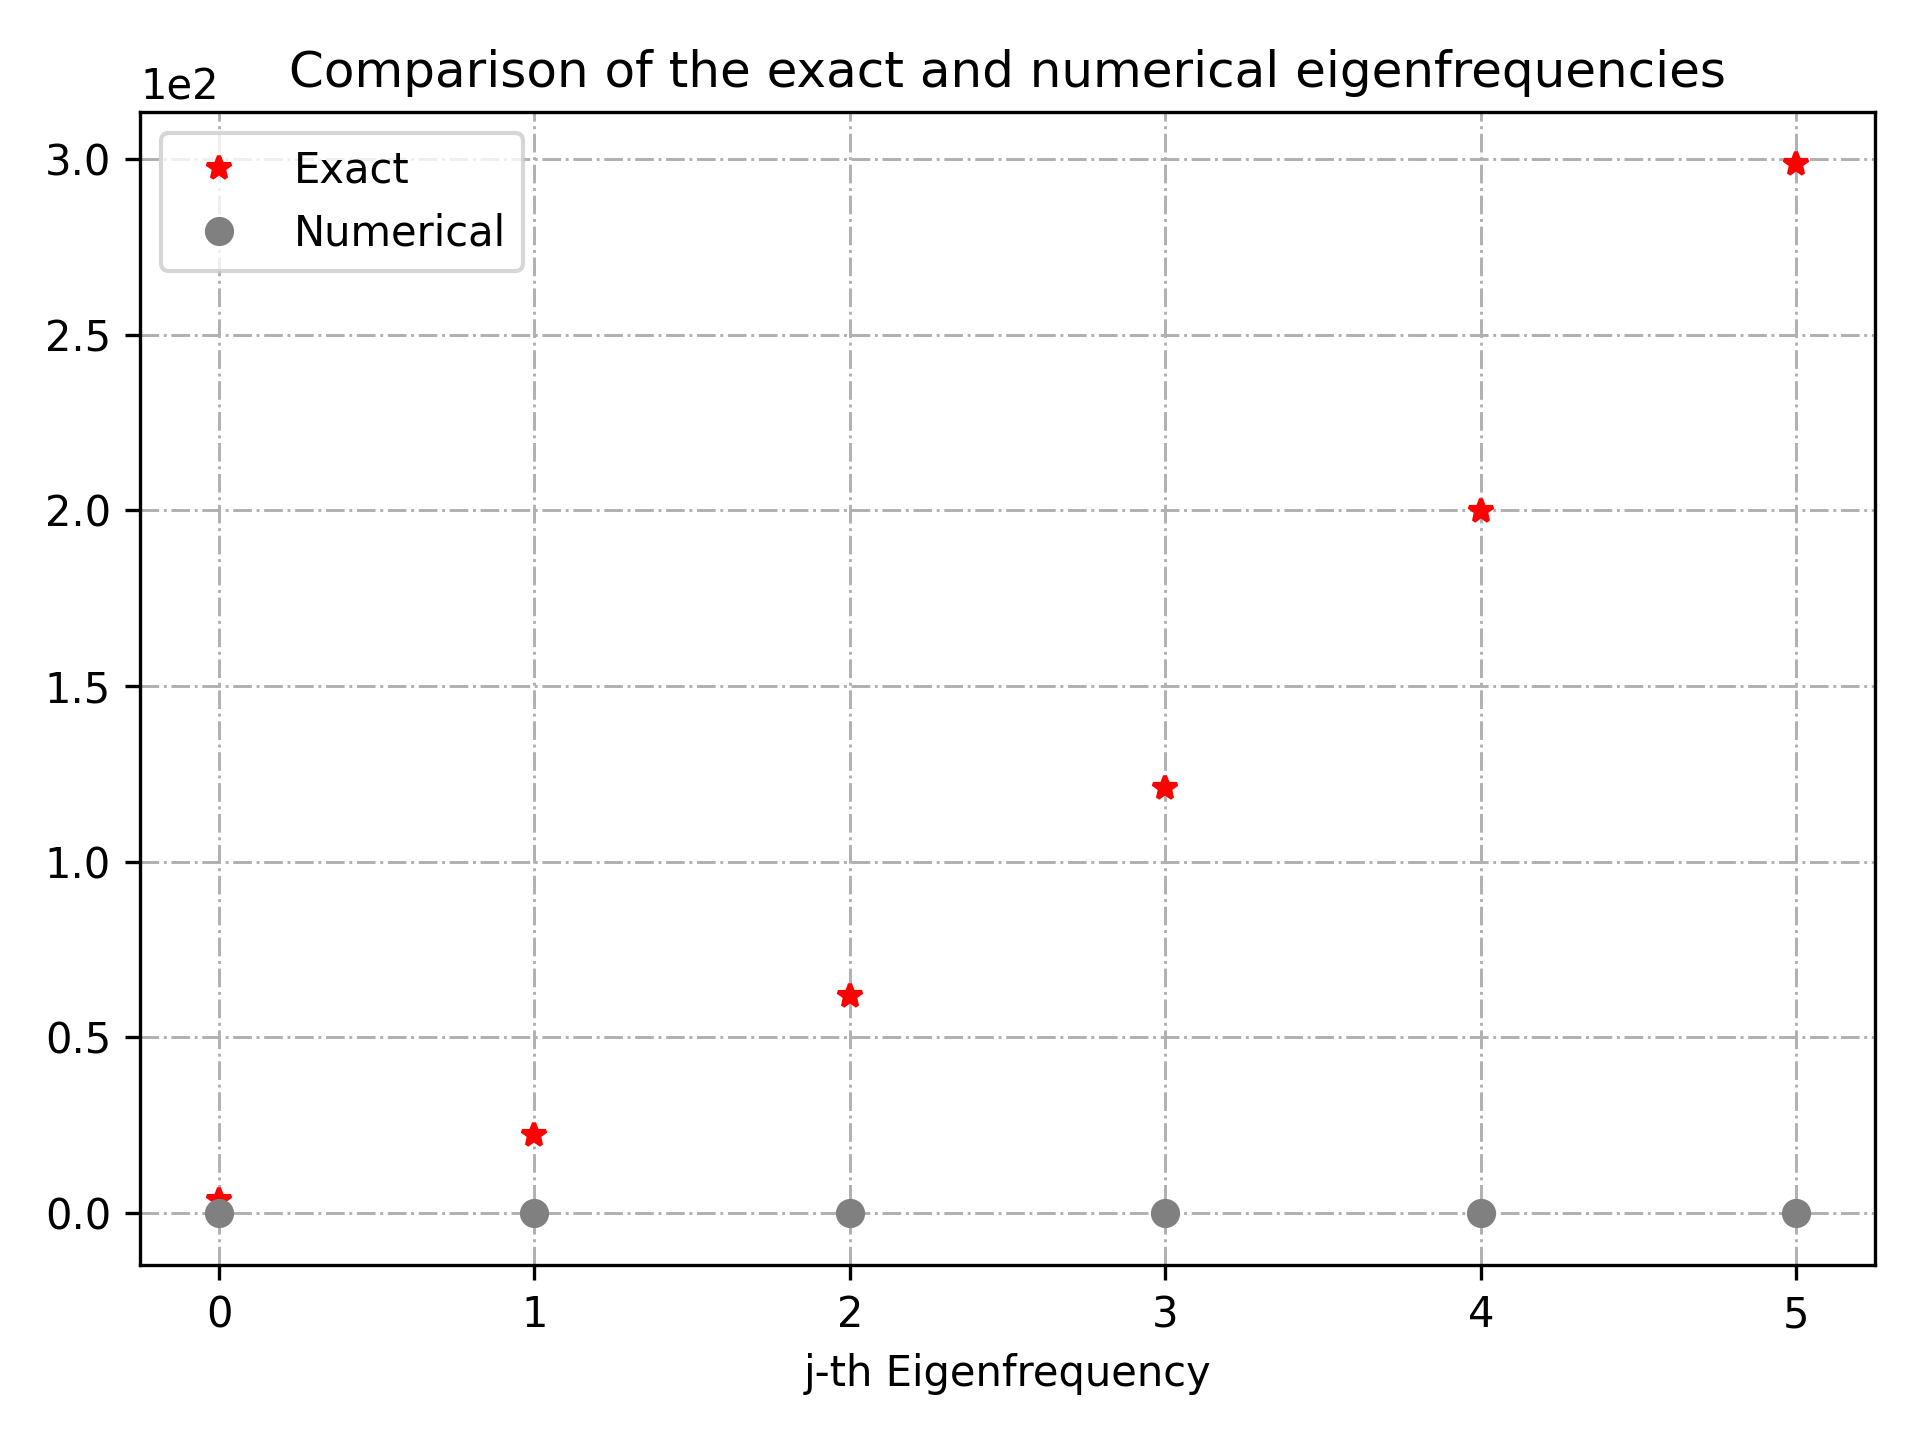 Comparison of the exact and numerical eigenfrequencies
1e2
Exact
Numerical
3.0
2.5
2.0
1.5
1.0
0.5
0.0
0 1 2 3 4 5
j-th Eigenfrequency